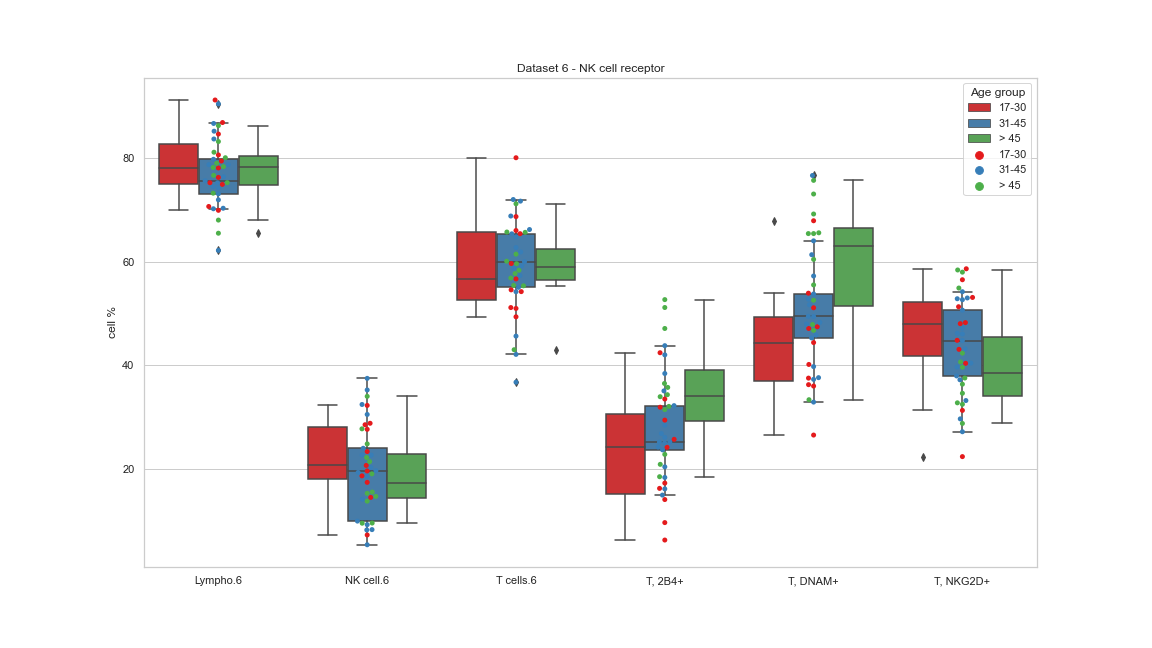 Dataset 6 - NK cell receptor
Age group
17-30
31-45
> 45
17-30
31-45
> 45
cell %
80
60
40
20
Lympho.6 NK cell.6 T cells.6 T, 2B4+ T, DNAM+ T, NKG2D+